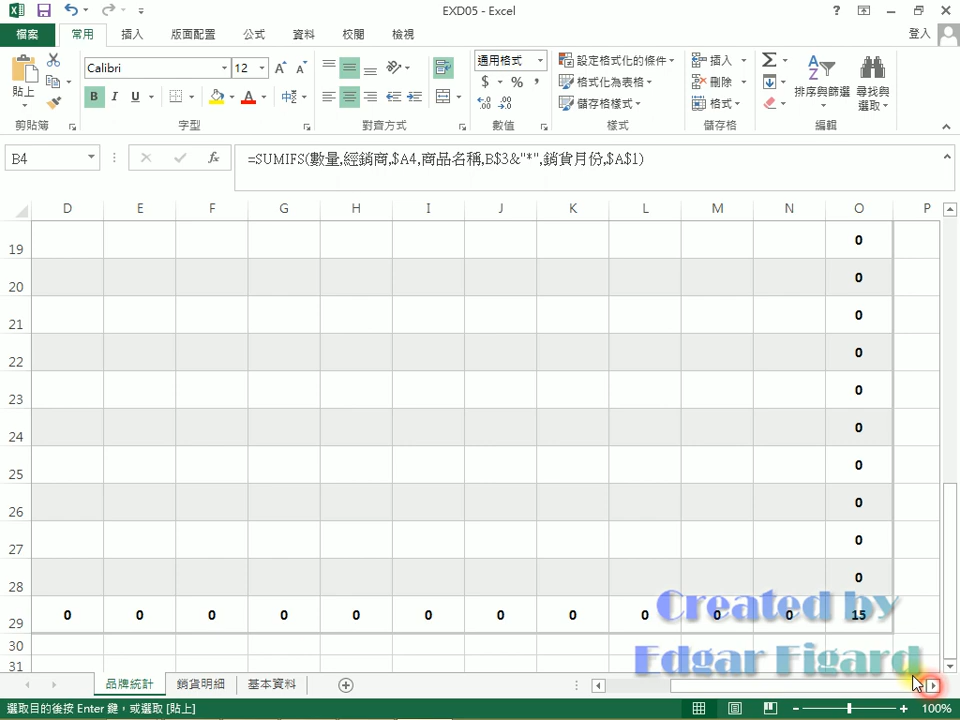 EXD05 - Excel
? 
登入
檔案 常用 插入 版面配置 公式 資料 校閱 檢視
貼上
Calibri 12
B I U A
通用格式
$ % ,
設定格式化的條件
格式化為表格
儲存格樣式
插入
刪除
格式
排序與篩選
尋找與
選取
剪貼簿 字型 對齊方式 數值 樣式 儲存格 編輯
B4 fx =SUMIFS(數量,經銷商,$A4,商品名稱,B$3&"*",銷貨月份,$A$1)
D E F G H I J K L M N O P
19 0
20 0
21 0
22 0
23 0
24 0
25 0
26 0
27 0
28 0
29 0 0 0 0 0 0 0 0 0 0 0 15
30
31
Created by
Edgar Figard
品牌統計 銷貨明細 基本資料
選取目的後按 Enter 鍵，或選取 [貼上]
100%